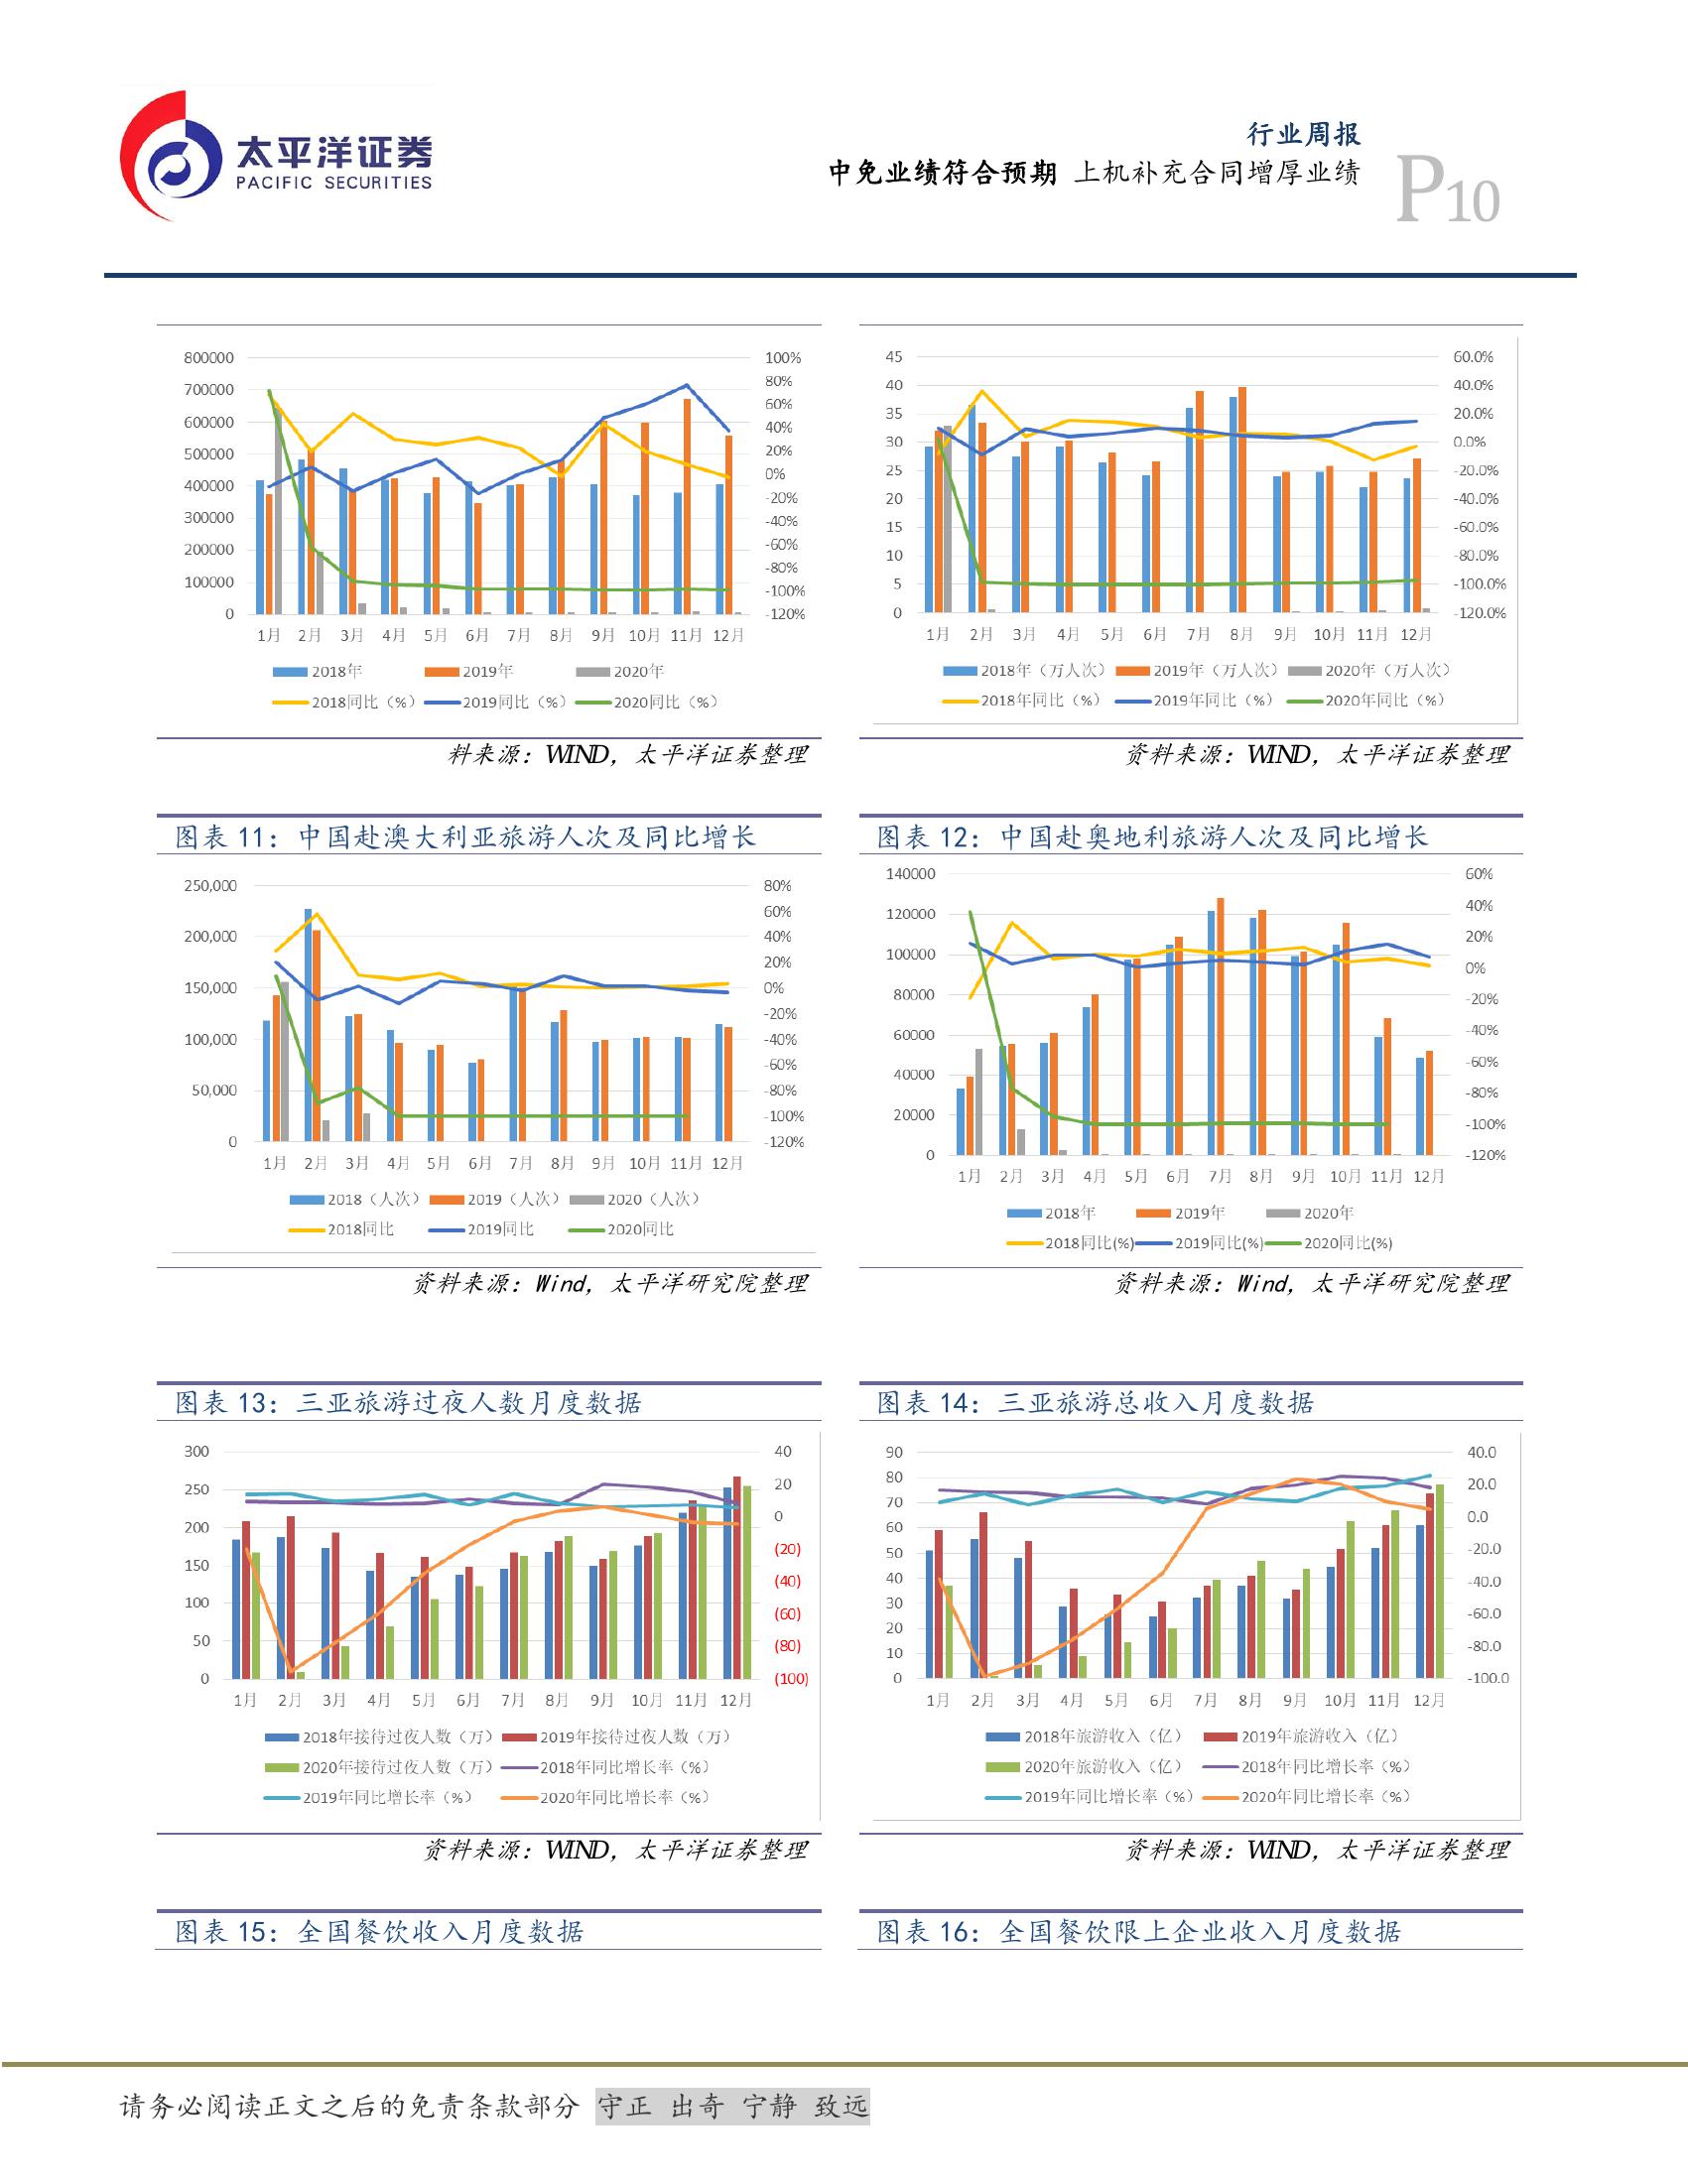 太平洋证券
PACIFIC SECURITIES
行业周报
中免业绩符合预期 上机补充合同增厚业绩
P10
800000
700000
600000
500000
400000
300000
200000
100000
0
100%
80%
60%
40%
20%
0%
-20%
-40%
-60%
-80%
-100%
-120%
1月 2月 3月 4月 5月 6月 7月 8月 9月 10月 11月 12月
2018年 2019年 2020年
2018同比（%） 2019同比（%） 2020同比（%）
45
40
35
30
25
20
15
10
5
0
60.0%
40.0%
20.0%
0.0%
-20.0%
-40.0%
-60.0%
-80.0%
-100.0%
-120.0%
1月 2月 3月 4月 5月 6月 7月 8月 9月 10月 11月 12月
2018年（万人次） 2019年（万人次） 2020年（万人次）
2018年同比（%） 2019年同比（%） 2020年同比（%）
料来源：WIND，太平洋证券整理
资料来源：WIND，太平洋证券整理
图表 11：中国赴澳大利亚旅游人次及同比增长
250,000
200,000
150,000
100,000
50,000
0
80%
60%
40%
20%
0%
-20%
-40%
-60%
-80%
-100%
-120%
1月 2月 3月 4月 5月 6月 7月 8月 9月 10月 11月 12月
2018（人次） 2019（人次） 2020（人次）
2018同比 2019同比 2020同比
资料来源：Wind，太平洋研究院整理
图表 12：中国赴奥地利旅游人次及同比增长
140000
120000
100000
80000
60000
40000
20000
0
60%
40%
20%
0%
-20%
-40%
-60%
-80%
-100%
-120%
1月 2月 3月 4月 5月 6月 7月 8月 9月 10月 11月 12月
2018年 2019年 2020年
2018同比(%) 2019同比(%) 2020同比(%)
资料来源：Wind，太平洋研究院整理
图表 13：三亚旅游过夜人数月度数据
300
250
200
150
100
50
0
40
20
0
(20)
(40)
(60)
(80)
(100)
1月 2月 3月 4月 5月 6月 7月 8月 9月 10月 11月 12月
2018年接待过夜人数（万） 2019年接待过夜人数（万）
2020年接待过夜人数（万） 2018年同比增长率（%）
2019年同比增长率（%） 2020年同比增长率（%）
资料来源：WIND，太平洋证券整理
图表 14：三亚旅游总收入月度数据
90
80
70
60
50
40
30
20
10
0
40.0
20.0
0.0
-20.0
-40.0
-60.0
-80.0
-100.0
1月 2月 3月 4月 5月 6月 7月 8月 9月 10月 11月 12月
2018年旅游收入（亿） 2019年旅游收入（亿）
2020年旅游收入（亿） 2018年同比增长率（%）
2019年同比增长率（%） 2020年同比增长率（%）
资料来源：WIND，太平洋证券整理
图表 15：全国餐饮收入月度数据
图表 16：全国餐饮限上企业收入月度数据
请务必阅读正文之后的免责条款部分 守正 出奇 宁静 致远